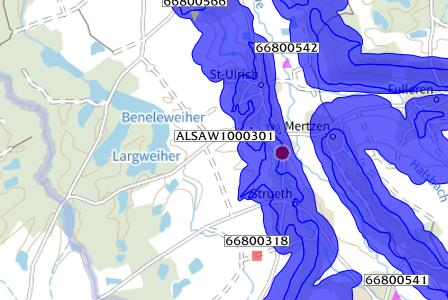 66800566
66800542
St-Ulrich
Fulleren
Beneleweiher
ALSAW1000301
Mertzen
Largweiher
Strueth
66800318
66800541